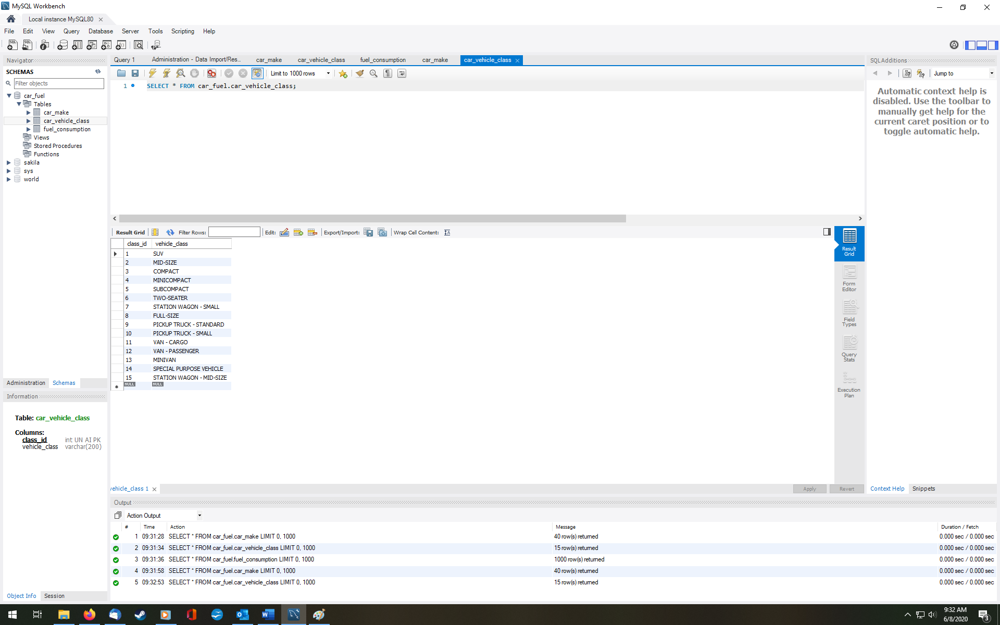 MySQL Workbench
Local instance MySQL80
File Edit View Query Database Server Tools Scripting Help
Navigator
SCHEMAS
Filter objects
car_fuel
Tables
car_make
car_vehicle_class
fuel_consumption
Views
Stored Procedures
Functions
sakila
sys
world
Administration Schemas
Information
Table: car_vehicle_class
Columns:
class_id int UN AI PK
vehicle_class varchar(200)
Object Info Session
Query 1 Administration - Data Import/Res... car_make car_vehicle_class fuel_consumption car_make car_vehicle_class
Limit to 1000 rows
1 SELECT * FROM car_fuel.car_vehicle_class;
Result Grid Filter Rows: Edit: Export/Import: Wrap Cell Content:
class_id vehicle_class
1 SUV
2 MID-SIZE
3 COMPACT
4 MINICOMPACT
5 SUBCOMPACT
6 TWO-SEATER
7 STATION WAGON - SMALL
8 FULL-SIZE
9 PICKUP TRUCK - STANDARD
10 PICKUP TRUCK - SMALL
11 VAN - CARGO
12 VAN - PASSENGER
13 MINIVAN
14 SPECIAL PURPOSE VEHICLE
15 STATION WAGON - MID-SIZE
NULL NULL
Result
Grid
Form
Editor
Field
Types
Query
Stats
Execution
Plan
vehicle_class 1
Apply Revert
SQLAdditions
Jump to
Automatic context help is
disabled. Use the toolbar to
manually get help for the
current caret position or to
toggle automatic help.
Context Help Snippets
Output
Action Output
# Time Action Message Duration / Fetch
1 09:31:28 SELECT * FROM car_fuel.car_make LIMIT 0, 1000 40 row(s) returned 0.000 sec / 0.000 sec
2 09:31:34 SELECT * FROM car_fuel.car_vehicle_class LIMIT 0, 1000 15 row(s) returned 0.000 sec / 0.000 sec
3 09:31:36 SELECT * FROM car_fuel.fuel_consumption LIMIT 0, 1000 1000 row(s) returned 0.000 sec / 0.000 sec
4 09:31:58 SELECT * FROM car_fuel.car_make LIMIT 0, 1000 40 row(s) returned 0.000 sec / 0.000 sec
5 09:32:53 SELECT * FROM car_fuel.car_vehicle_class LIMIT 0, 1000 15 row(s) returned 0.000 sec / 0.000 sec
9:32 AM
6/8/2020
3